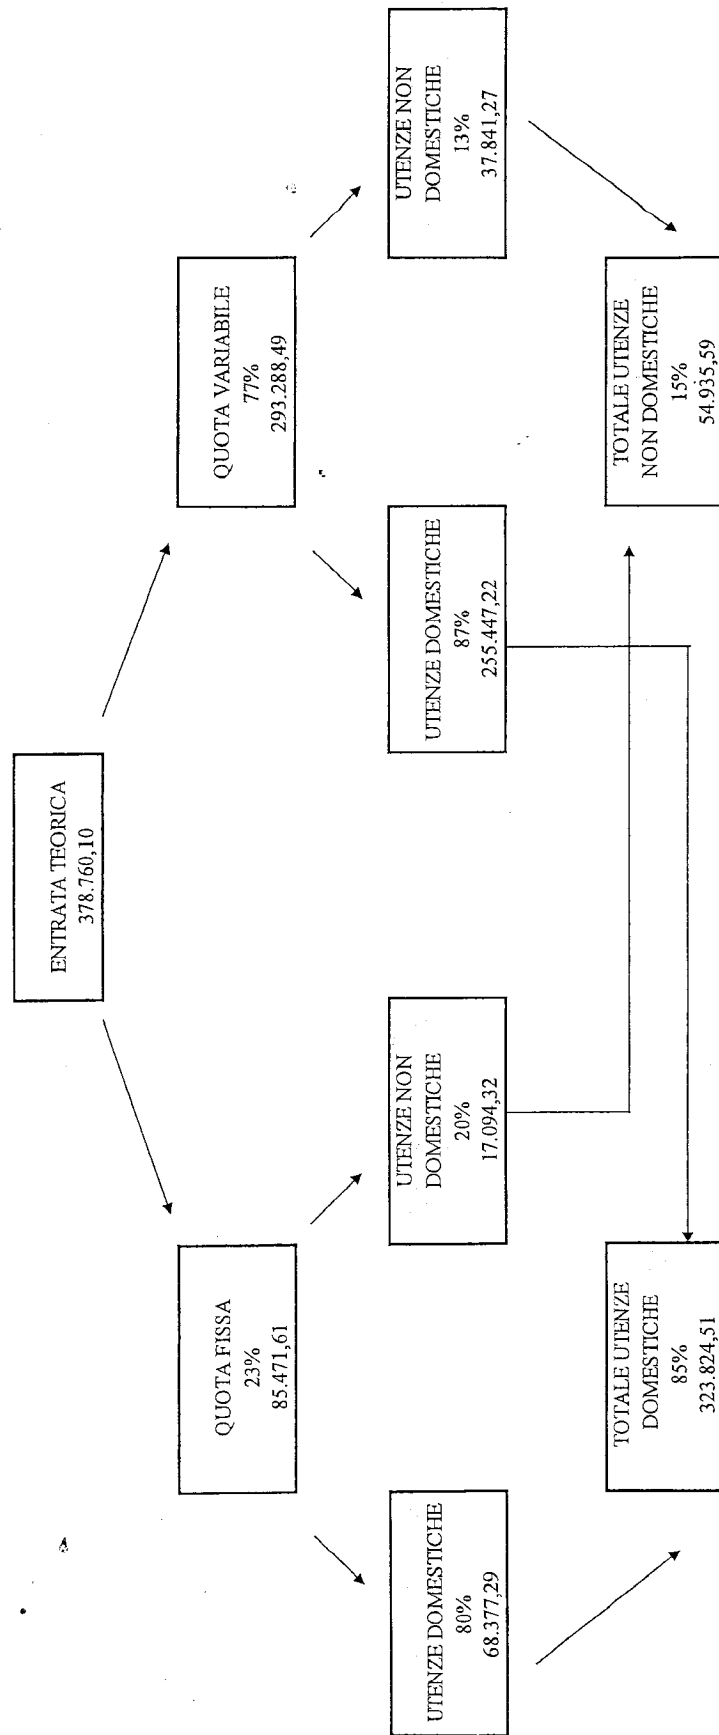 ENTRATA TEORICA
378.760,10
QUOTA FISSA
23%
85.471,61
QUOTA VARIABILE
77%
293.288,49
UTENZE DOMESTICHE
80%
68.377,29
UTENZE NON
DOMESTICHE
20%
17.094,32
UTENZE DOMESTICHE
87%
255.447,22
UTENZE NON
DOMESTICHE
13%
37.841,27
TOTALE UTENZE
DOMESTICHE
85%
323.824,51
TOTALE UTENZE
NON DOMESTICHE
15%
54.935,59